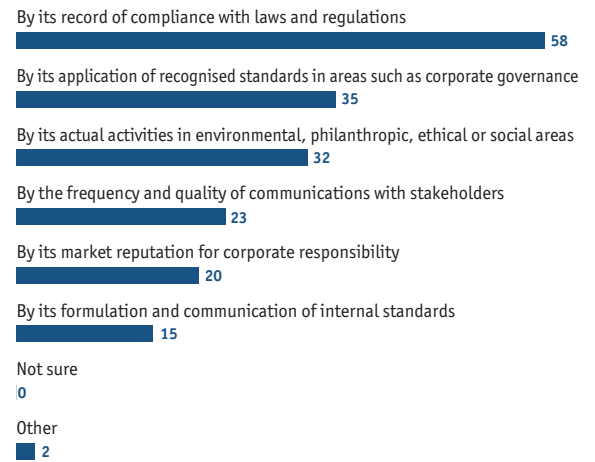 By its record of compliance with laws and regulations
58
By its application of recognised standards in areas such as corporate governance
35
By its actual activities in environmental, philanthropic, ethical or social areas
32
By the frequency and quality of communications with stakeholders
23
By its market reputation for corporate responsibility
20
By its formulation and communication of internal standards
15
Not sure
0
Other
2